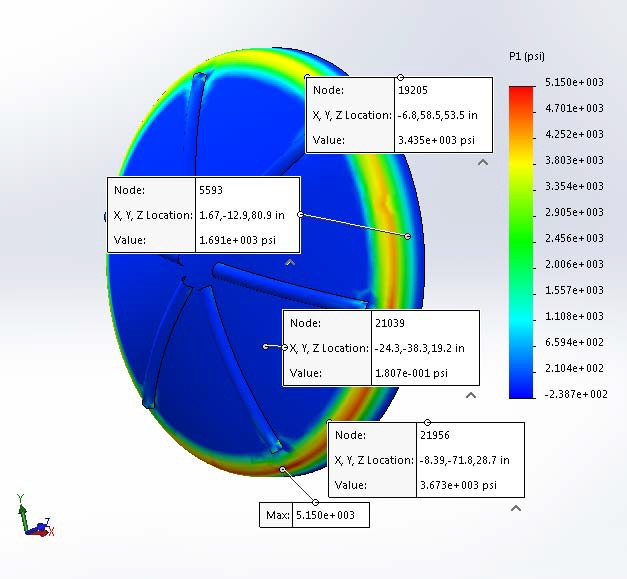 P1 (psi)
5.150e+003
4.701e+003
4.252e+003
3.803e+003
3.354e+003
2.905e+003
2.456e+003
2.006e+003
1.557e+003
1.108e+003
6.594e+002
2.104e+002
-2.387e+002
Node: 19205
X, Y, Z Location: -6.8,58.5,53.5 in
Value: 3.435e+003 psi
Node: 5593
X, Y, Z Location: 1.67,-12.9,80.9 in
Value: 1.691e+003 psi
Node: 21039
X, Y, Z Location: -24.3,-38.3,19.2 in
Value: 1.807e-001 psi
Node: 21956
X, Y, Z Location: -8.39,-71.8,28.7 in
Value: 3.673e+003 psi
Max: 5.150e+003
Y
Z
X